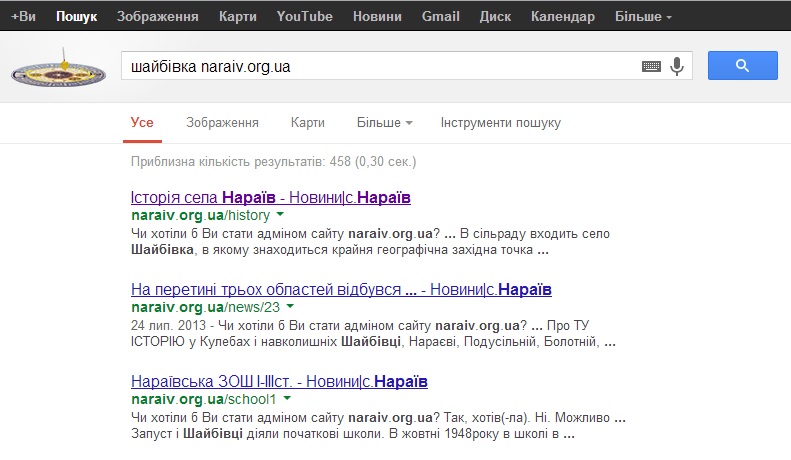 +Ви Пошук Зображення Карти YouTube Новини Gmail Диск Календар Більше
шайбівка naraiv.org.ua
Усе Зображення Карти Більше Інструменти пошуку
Приблизна кількість результатів: 458 (0,30 сек.)
Історія села Нараїв - Новини|с.Нараїв
naraiv.org.ua/history
Чи хотіли б Ви стати адміном сайту naraiv.org.ua? ... В сільраду входить село
Шайбівка, в якому знаходиться крайня географічна західна точка ...
На перетині трьох областей відбувся ... - Новини|с.Нараїв
naraiv.org.ua/news/23
24 лип. 2013 - Чи хотіли б Ви стати адміном сайту naraiv.org.ua? ... Про ТУ
ІСТОРІЮ у Кулебах і навколишніх Шайбівці, Нараєві, Подусільній, Болотній, ...
Нараївська ЗОШ І-ІІІст. - Новини|с.Нараїв
naraiv.org.ua/school1
Чи хотіли б Ви стати адміном сайту naraiv.org.ua? Так, хотів(-ла). Ні. Можливо ...
Запуст і Шайбівці діяли початкові школи. В жовтні 1948року в школі в ...